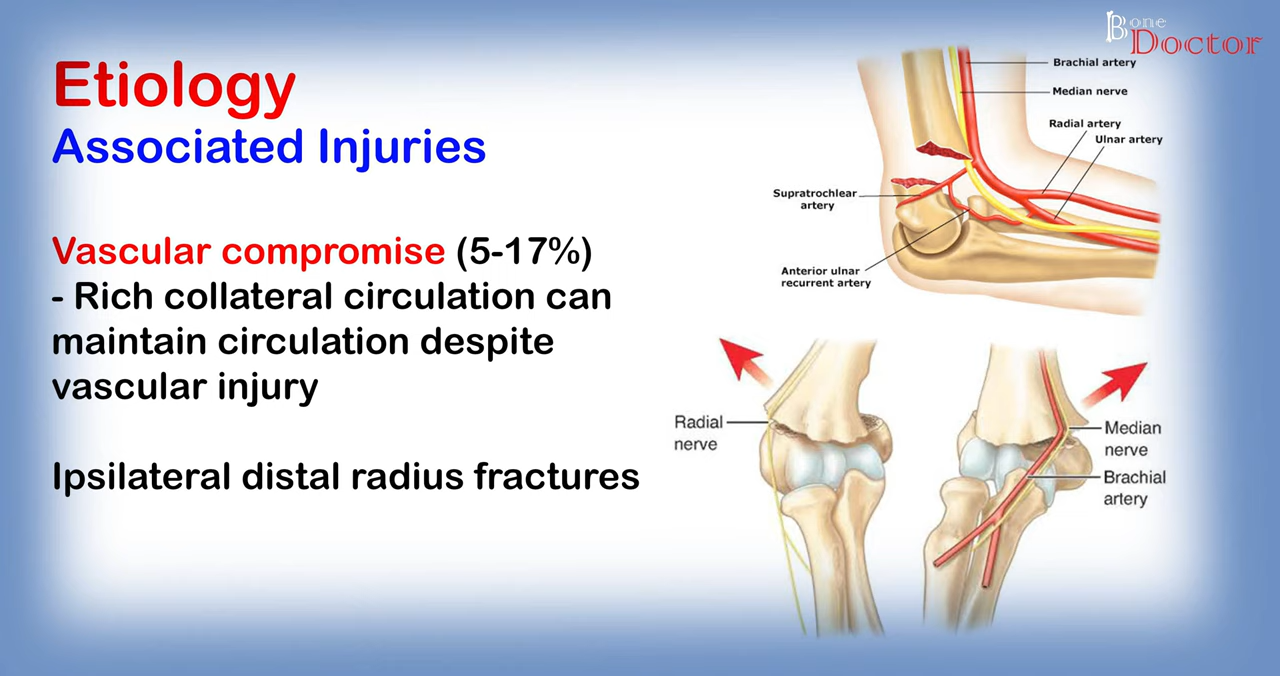 Bone
Doctor
Etiology
Associated Injuries
Vascular compromise (5-17%)
- Rich collateral circulation can
maintain circulation despite
vascular injury
Ipsilateral distal radius fractures
Brachial artery
Median nerve
Radial artery
Ulnar artery
Supratrochlear
artery
Anterior ulnar
recurrent artery
Radial
nerve
Median
nerve
Brachial
artery